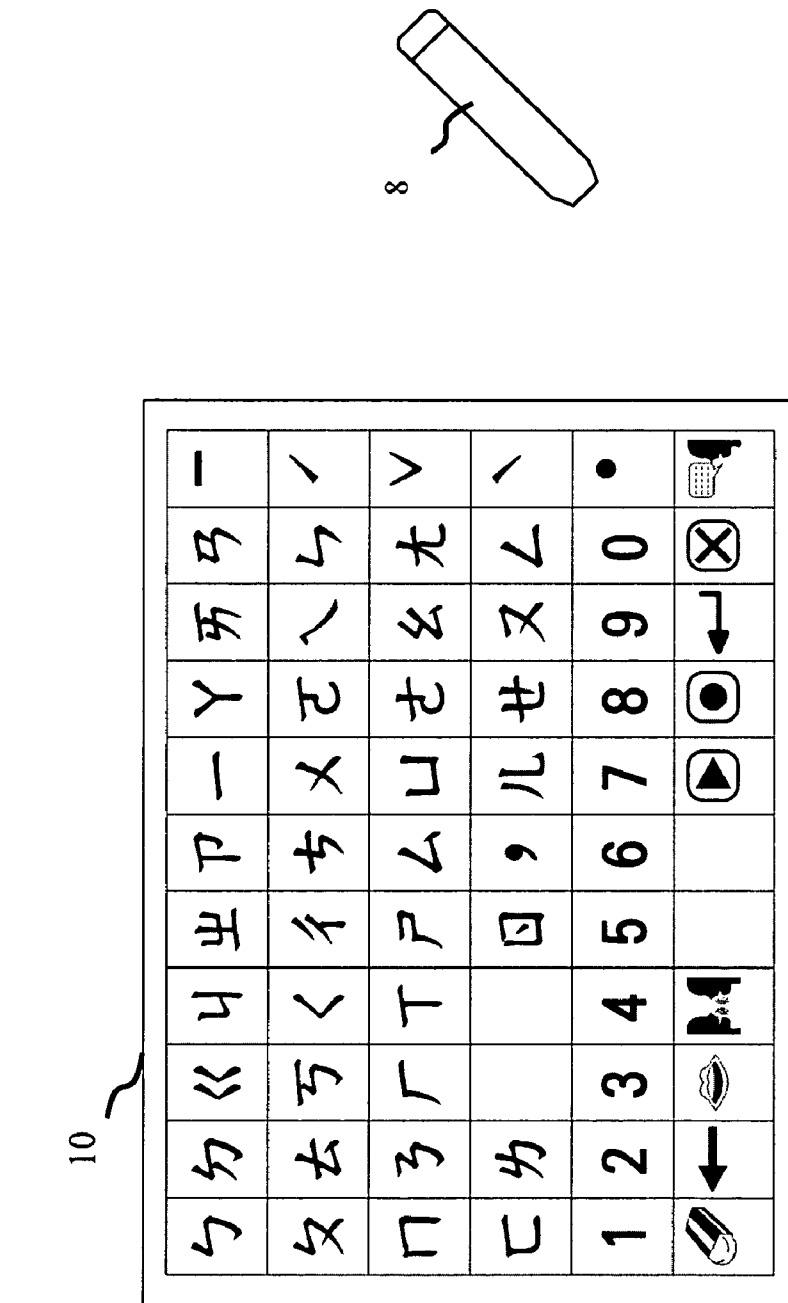 10
ㄅ ㄉ ㄍ ㄐ ㄓ ㄗ ㄧ ㄚ ㄞ ㄢ ˉ
ㄆ ㄊ ㄎ ㄑ ㄔ ㄘ ㄨ ㄛ ㄟ ㄣ ˊ
ㄇ ㄋ ㄏ ㄒ ㄕ ㄙ ㄩ ㄜ ㄠ ㄤ ˇ
ㄈ ㄌ ㄖ ， ㄦ ㄝ ㄡ ㄥ ˋ
1 2 3 4 5 6 7 8 9 0 ˙
8